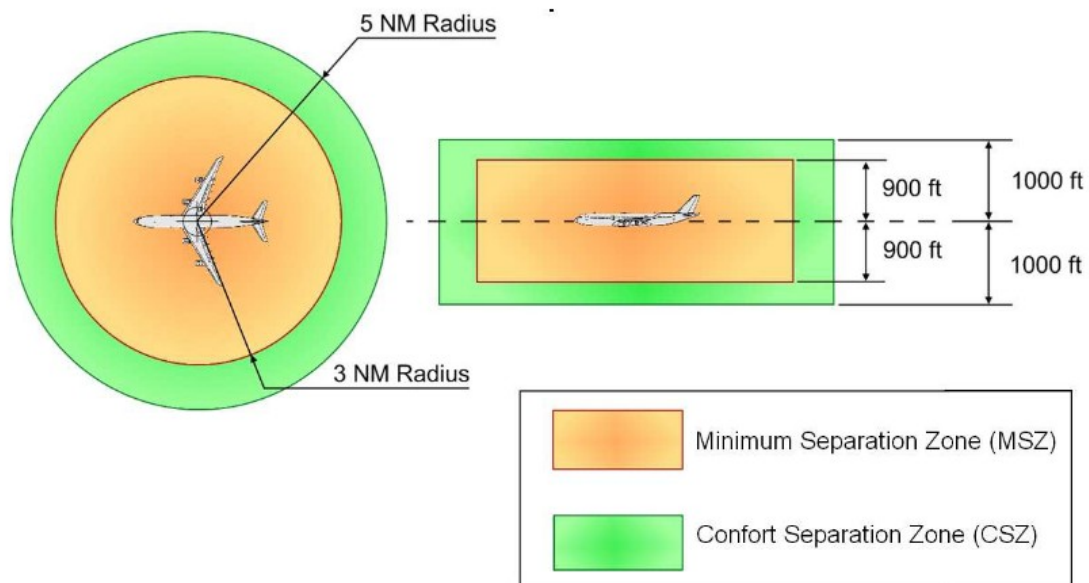 5 NM Radius
3 NM Radius
900 ft
1000 ft
900 ft
1000 ft
Minimum Separation Zone (MSZ)
Confort Separation Zone (CSZ)